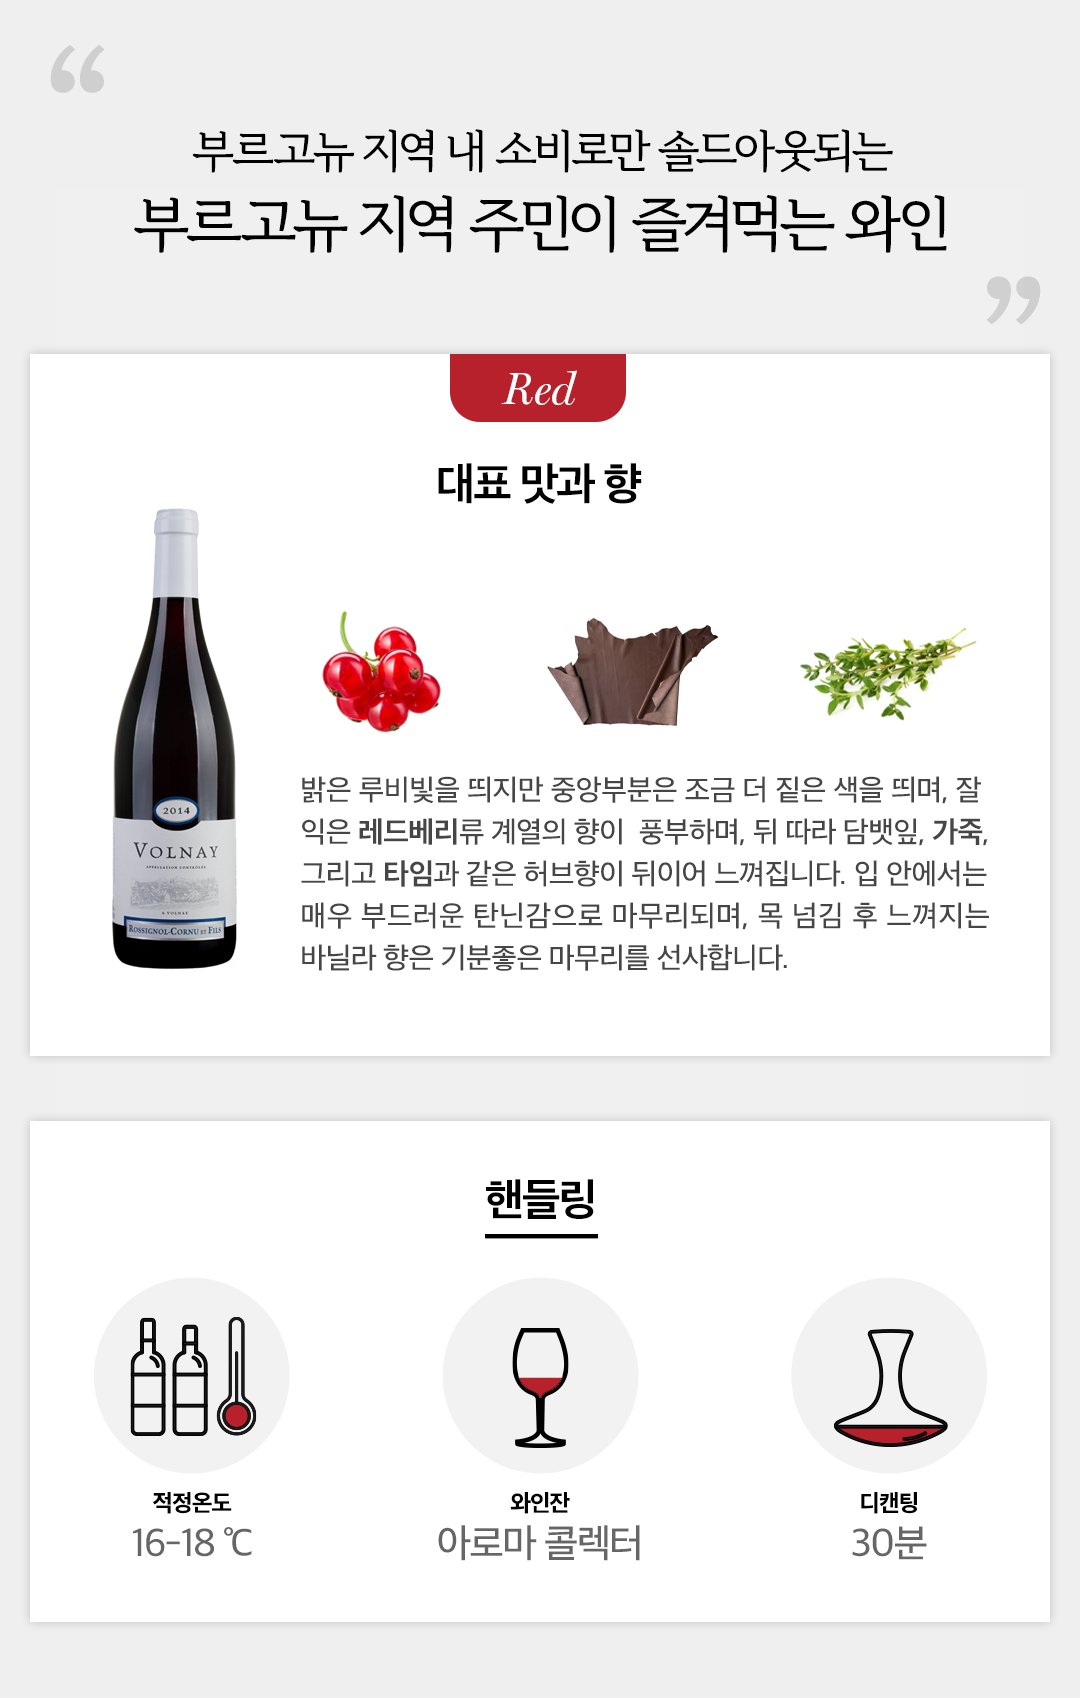 “
부르고뉴 지역 내 소비로만 솔드아웃되는
부르고뉴 지역 주민이 즐겨먹는 와인
”
Red
대표 맛과 향
2014
VOLNAY
APPELLATION CONTROLÉE
A VOLNAY
ROSSIGNOL-CORNU ET FILS
밝은 루비빛을 띄지만 중앙부분은 조금 더 짙은 색을 띄며, 잘
익은 레드베리류 계열의 향이 풍부하며, 뒤 따라 담뱃잎, 가죽,
그리고 타임과 같은 허브향이 뒤이어 느껴집니다. 입 안에서는
매우 부드러운 탄닌감으로 마무리되며, 목 넘김 후 느껴지는
바닐라 향은 기분좋은 마무리를 선사합니다.
핸들링
적정온도
16-18 ℃
와인잔
아로마 콜렉터
디캔팅
30분